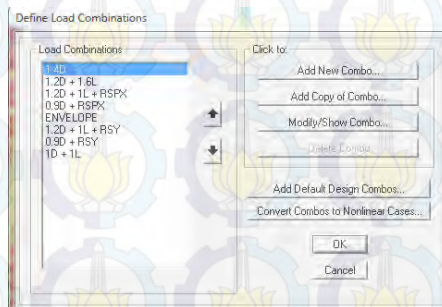 Define Load Combinations
Load Combinations
1.4D
1.2D + 1.6L
1.2D + 1L + RSPX
0.9D + RSPX
ENVELOPE
1.2D + 1L + RSY
0.9D + RSY
1D + 1L
Click to:
Add New Combo...
Add Copy of Combo...
Modify/Show Combo...
Delete Combo
Add Default Design Combos...
Convert Combos to Nonlinear Cases...
OK
Cancel